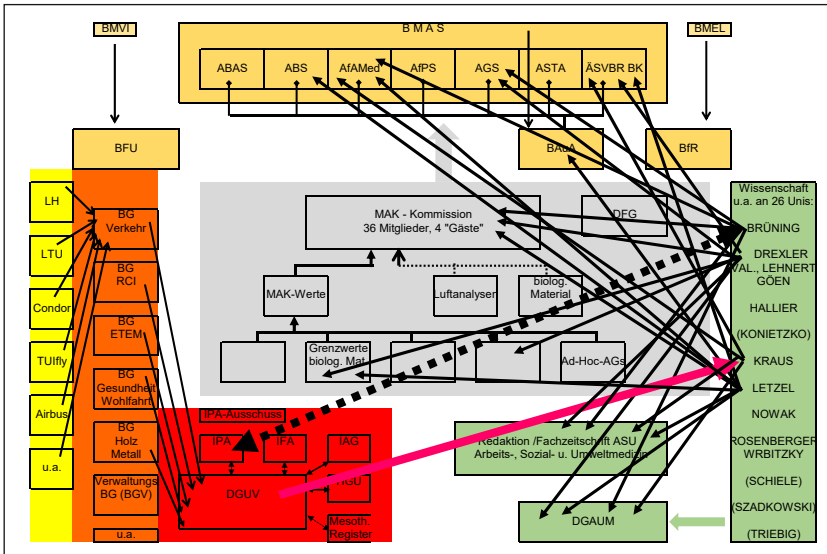 BMVI
B M A S
BMEL
ABAS
ABS
AfAMed
AfPS
AGS
ASTA
ÄSVBR BK
BFU
BAuA
BfR
LH
LTU
Condor
TUIfly
Airbus
u.a.
BG
Verkehr
BG
RCI
BG
ETEM
BG
Gesundheit
Wohlfahrt
BG
Holz
Metall
Verwaltungs
BG (BGV)
u.a.
MAK - Kommission
36 Mitglieder, 4 "Gäste"
DFG
MAK-Werte
Luftanalysen
biolog.
Material
Grenzwerte
biolog. Mat.
Ad-Hoc-AGs
IPA-Ausschuss
IPA
IFA
IAG
DGUV
Mesoth.
Register
Redaktion /Fachzeitschrift ASU
Arbeits-, Sozial- u. Umweltmedizin
DGAUM
Wissenschaft
u.a. an 26 Unis:
BRÜNING
DREXLER
VAL., LEHNERT
GÖEN
HALLIER
(KONIETZKO)
KRAUS
LETZEL
NOWAK
ROSENBERGER
WRBITZKY
(SCHIELE)
(SZADKOWSKI)
(TRIEBIG)